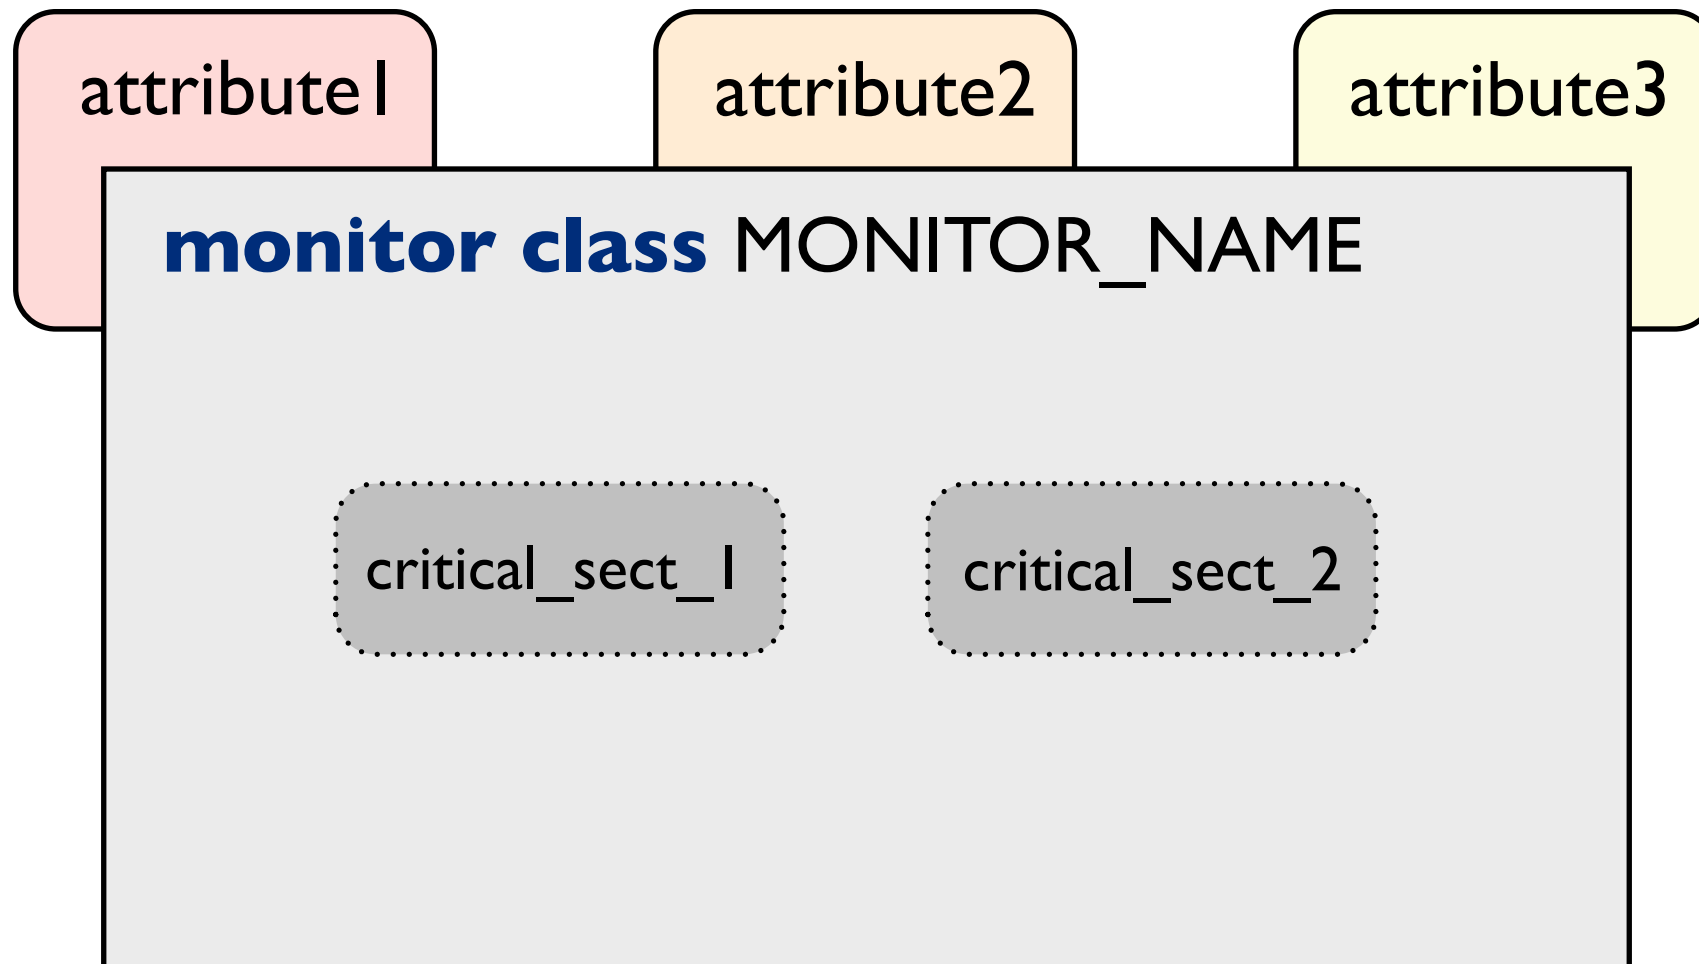 attribute1
attribute2
attribute3
monitor class MONITOR_NAME
critical_sect_1
critical_sect_2